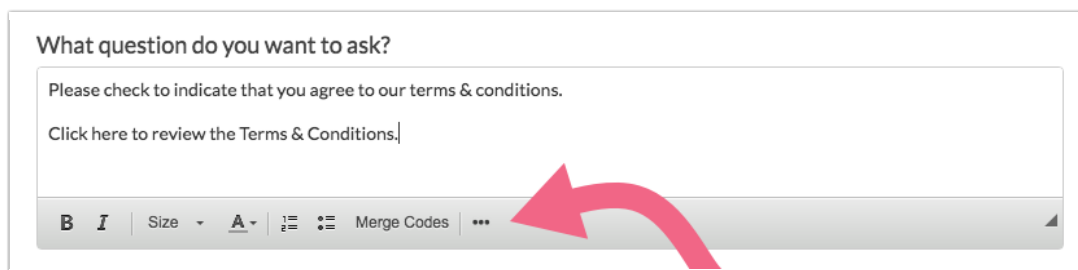 What question do you want to ask?
Please check to indicate that you agree to our terms & conditions.
Click here to review the Terms & Conditions.
B I Size A Merge Codes •••